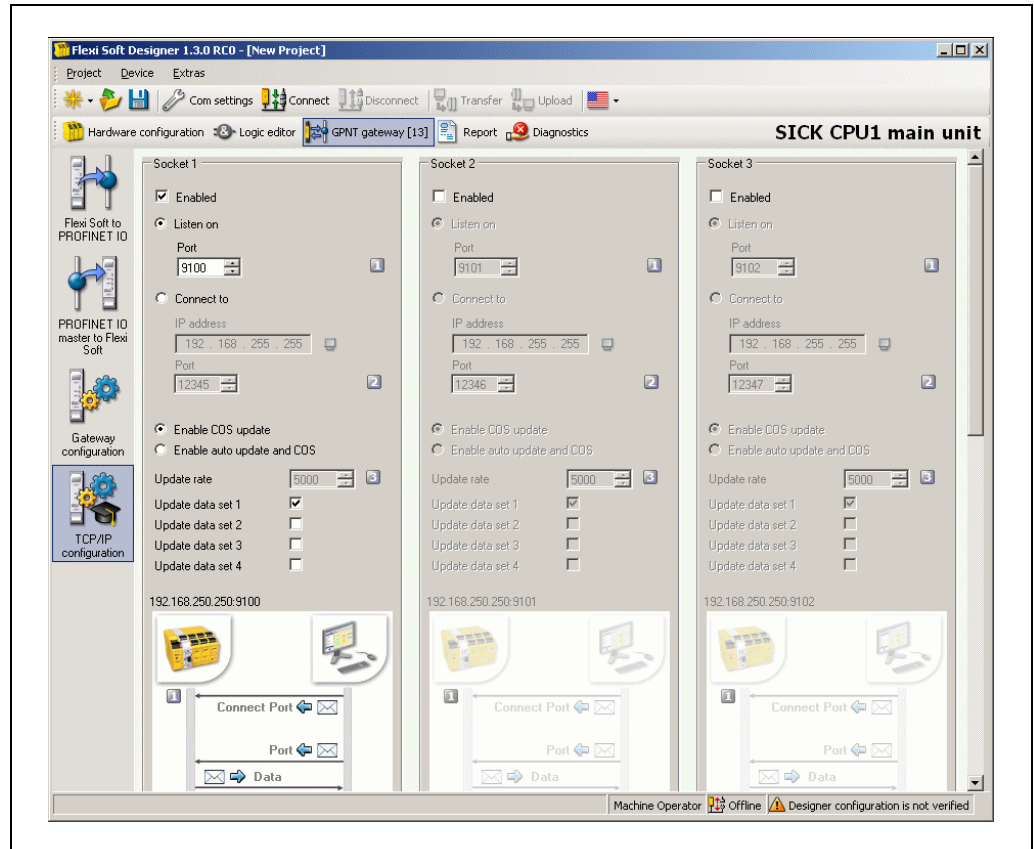 Flexi Soft Designer 1.3.0 RC0 - [New Project]
Project Device Extras
Com settings Connect Disconnect Transfer Upload
Hardware configuration Logic editor GPNT gateway [13] Report Diagnostics SICK CPU1 main unit
Flexi Soft to
PROFINET IO
PROFINET IO
master to Flexi
Soft
Gateway
configuration
TCP/IP
configuration
Socket 1
Enabled
Listen on
Port
9100
1
Connect to
IP address
192 . 168 . 255 . 255
Port
12345
2
Enable COS update
Enable auto update and COS
Update rate 5000 3
Update data set 1
Update data set 2
Update data set 3
Update data set 4
192.168.250.250:9100
1
Connect Port
Port
Data
Socket 2
Enabled
Listen on
Port
9101
1
Connect to
IP address
192 . 168 . 255 . 255
Port
12346
2
Enable COS update
Enable auto update and COS
Update rate 5000 3
Update data set 1
Update data set 2
Update data set 3
Update data set 4
192.168.250.250:9101
1
Connect Port
Port
Data
Socket 3
Enabled
Listen on
Port
9102
1
Connect to
IP address
192 . 168 . 255 . 255
Port
12347
2
Enable COS update
Enable auto update and COS
Update rate 5000 3
Update data set 1
Update data set 2
Update data set 3
Update data set 4
192.168.250.250:9102
1
Connect Port
Port
Data
Machine Operator Offline Designer configuration is not verified